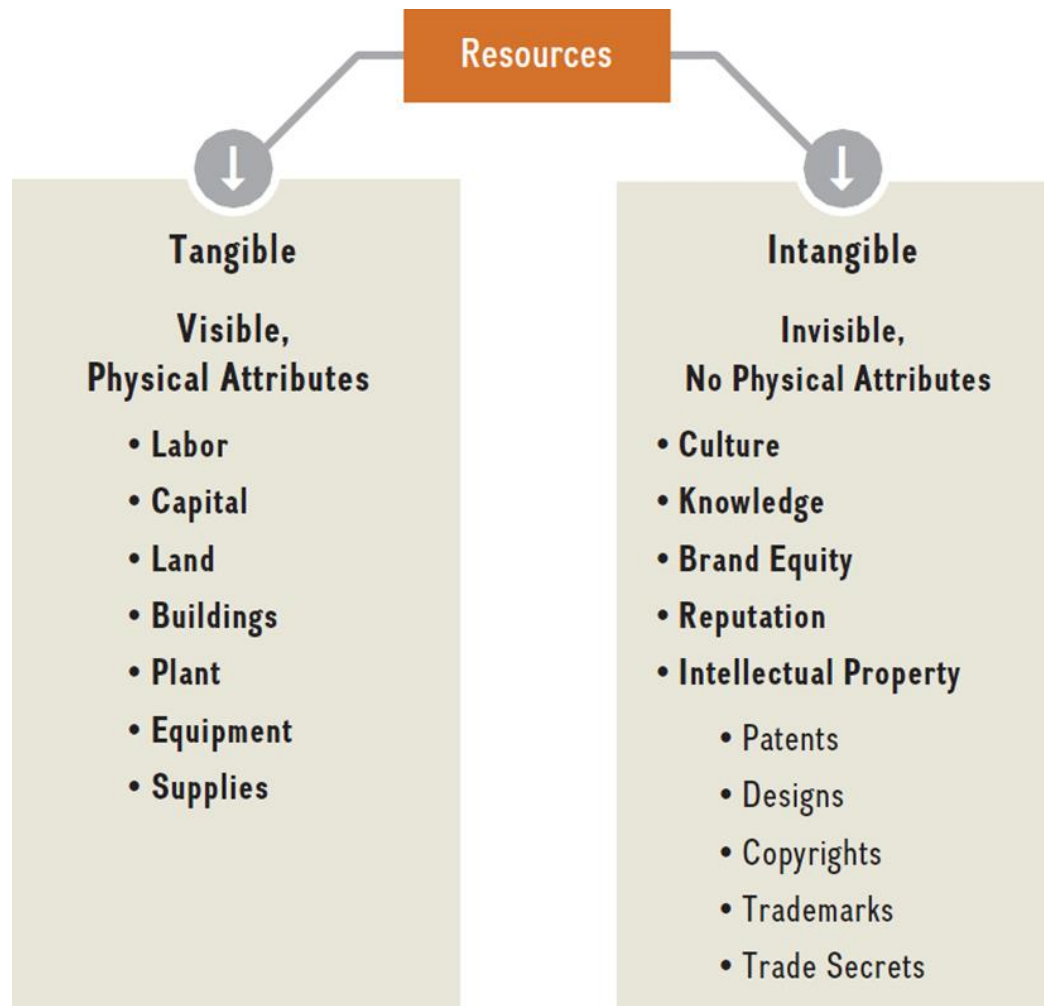 Resources
Tangible
Visible,
Physical Attributes
• Labor
• Capital
• Land
• Buildings
• Plant
• Equipment
• Supplies
Intangible
Invisible,
No Physical Attributes
• Culture
• Knowledge
• Brand Equity
• Reputation
• Intellectual Property
• Patents
• Designs
• Copyrights
• Trademarks
• Trade Secrets